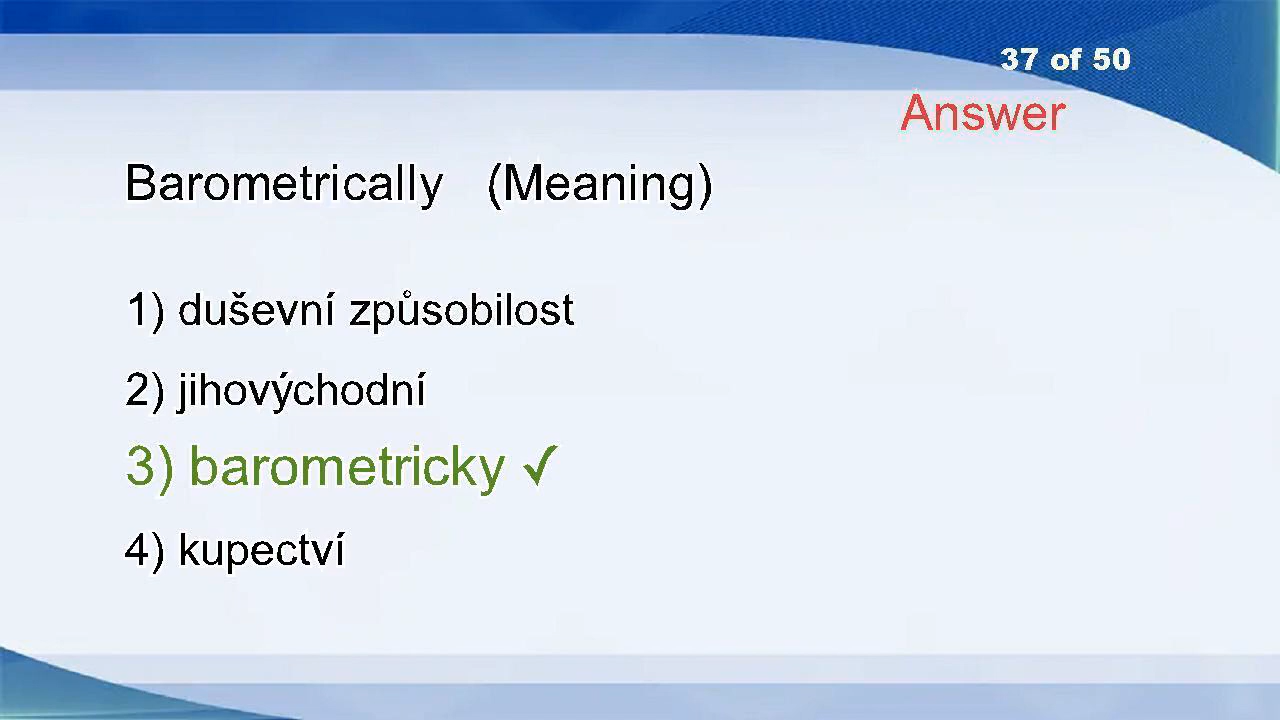 37 of 50
Answer
Barometrically (Meaning)
1) duševní způsobilost
2) jihovýchodní
3) barometricky ✓
4) kupectví